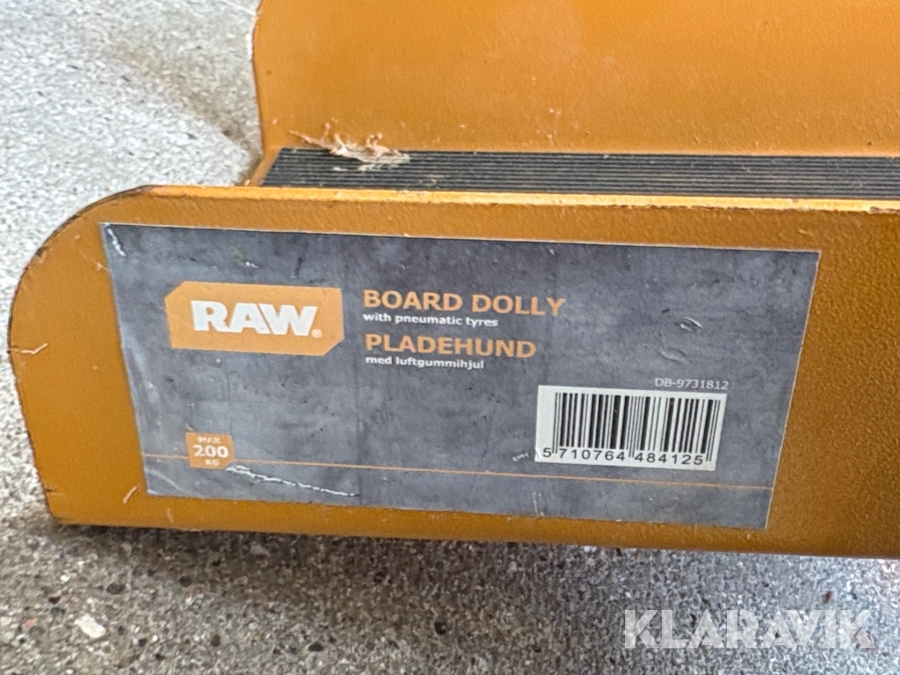 RAW®
BOARD DOLLY
with pneumatic tyres
PLADEHUND
med luftgummihjul
DB-9731812
5 710764 484125
MAX
200
KG
KLARAVIK